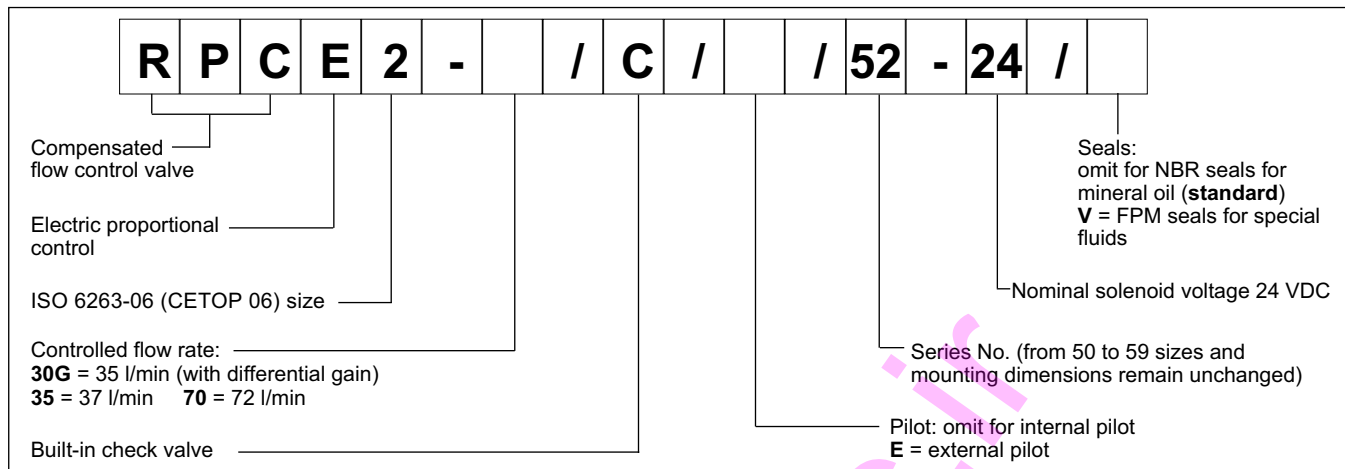 R P C E 2 - / C / / 52 - 24 /
Compensated
flow control valve
Electric proportional
control
ISO 6263-06 (CETOP 06) size
Controlled flow rate:
30G = 35 l/min (with differential gain)
35 = 37 l/min 70 = 72 l/min
Built-in check valve
Seals:
omit for NBR seals for
mineral oil (standard)
V = FPM seals for special
fluids
Nominal solenoid voltage 24 VDC
Series No. (from 50 to 59 sizes and
mounting dimensions remain unchanged)
Pilot: omit for internal pilot
E = external pilot